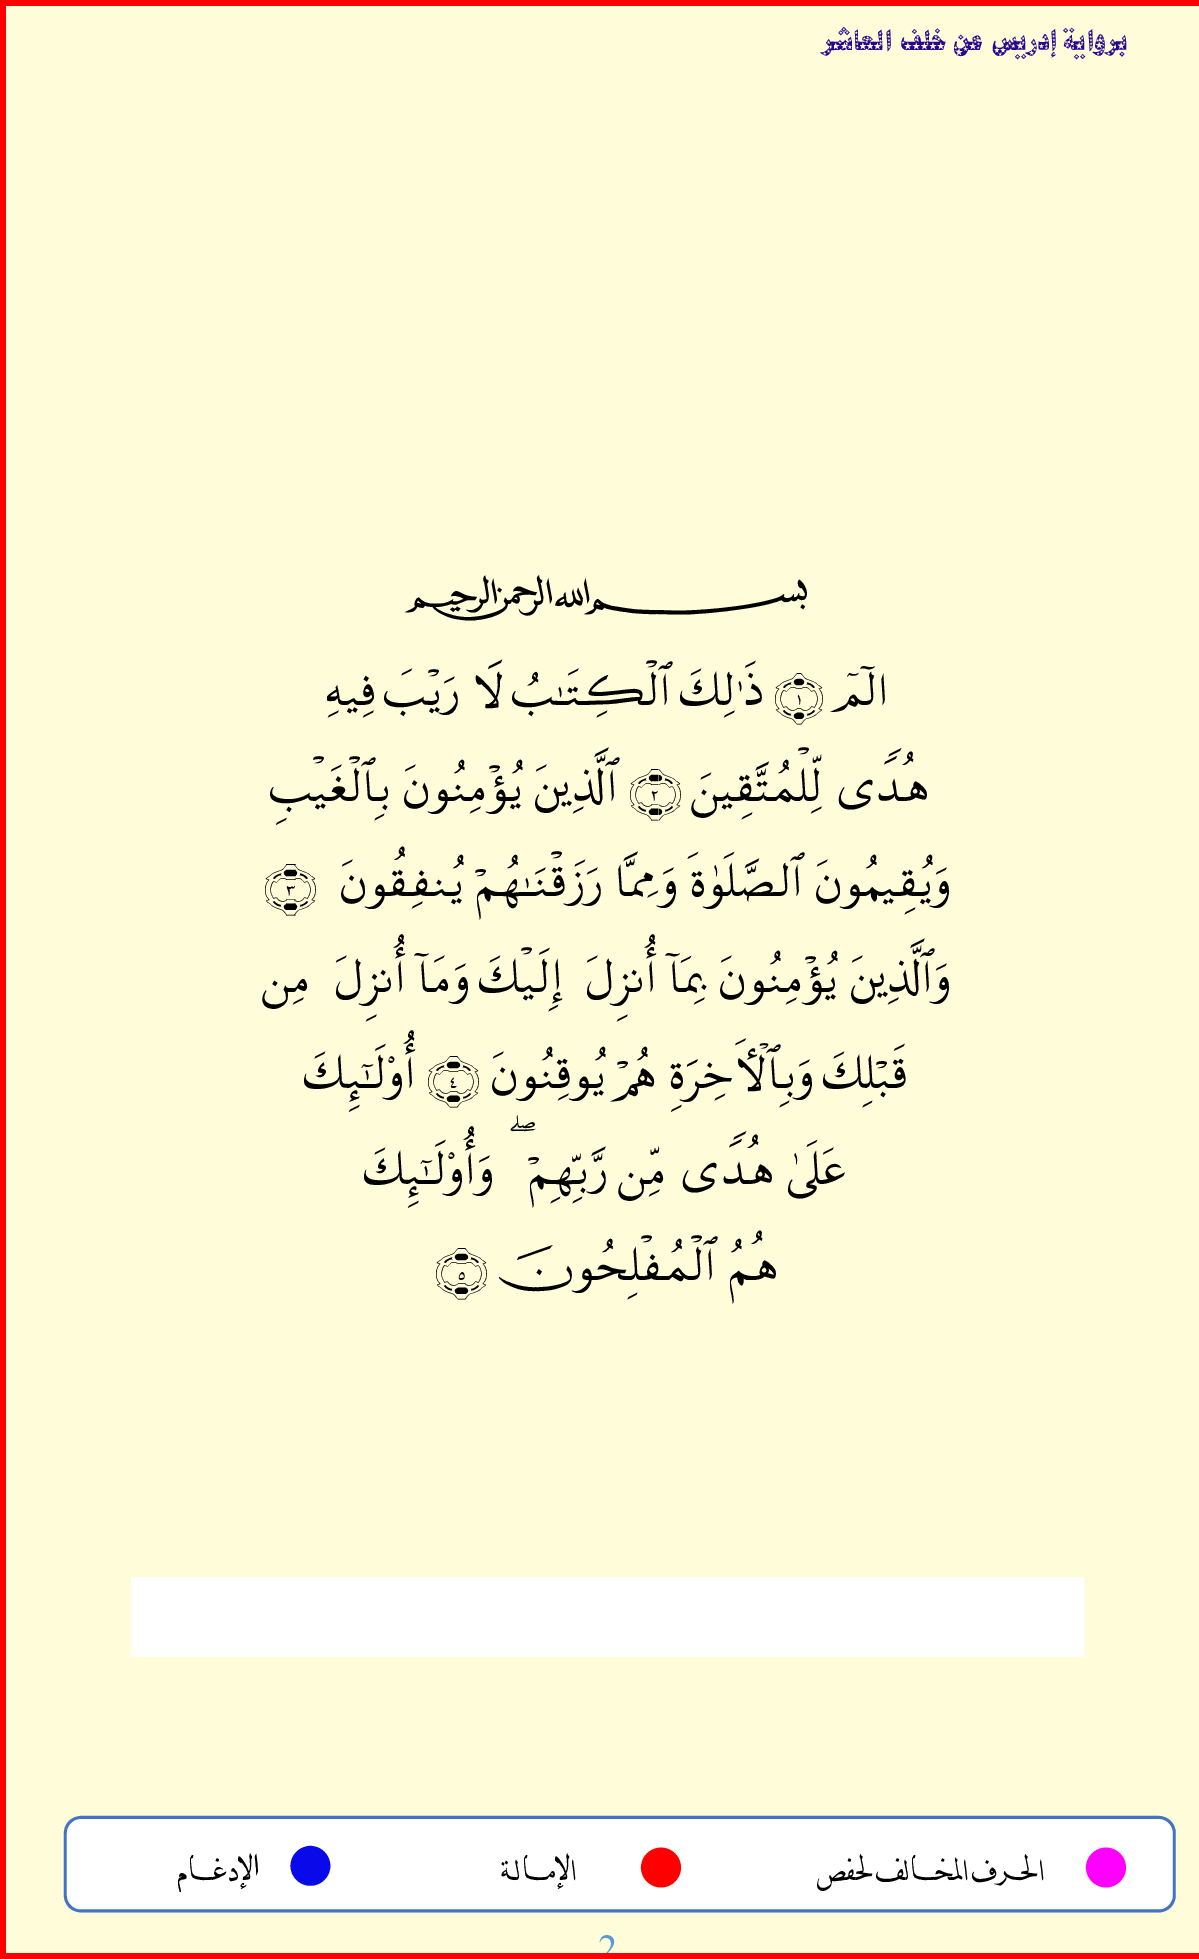 برواية إدريس عن خلف العاشر
بسم الله الرحمن الرحيم
الٓمٓ ١ ذَٰلِكَ ٱلۡكِتَٰبُ لَا رَيۡبَ فِيهِ
هُدٗى لِّلۡمُتَّقِينَ ٢ ٱلَّذِينَ يُؤۡمِنُونَ بِٱلۡغَيۡبِ
وَيُقِيمُونَ ٱلصَّلَوٰةَ وَمِمَّا رَزَقۡنَٰهُمۡ يُنفِقُونَ ٣
وَٱلَّذِينَ يُؤۡمِنُونَ بِمَآ أُنزِلَ إِلَيۡكَ وَمَآ أُنزِلَ مِن
قَبۡلِكَ وَبِٱلۡأَخِرَةِ هُمۡ يُوقِنُونَ ٤ أُوْلَٰٓئِكَ
عَلَىٰ هُدٗى مِّن رَّبِّهِمۡۖ وَأُوْلَٰٓئِكَ
هُمُ ٱلۡمُفۡلِحُونَ ٥
الحرف المخالف لحفص الإمالة الإدغام
2